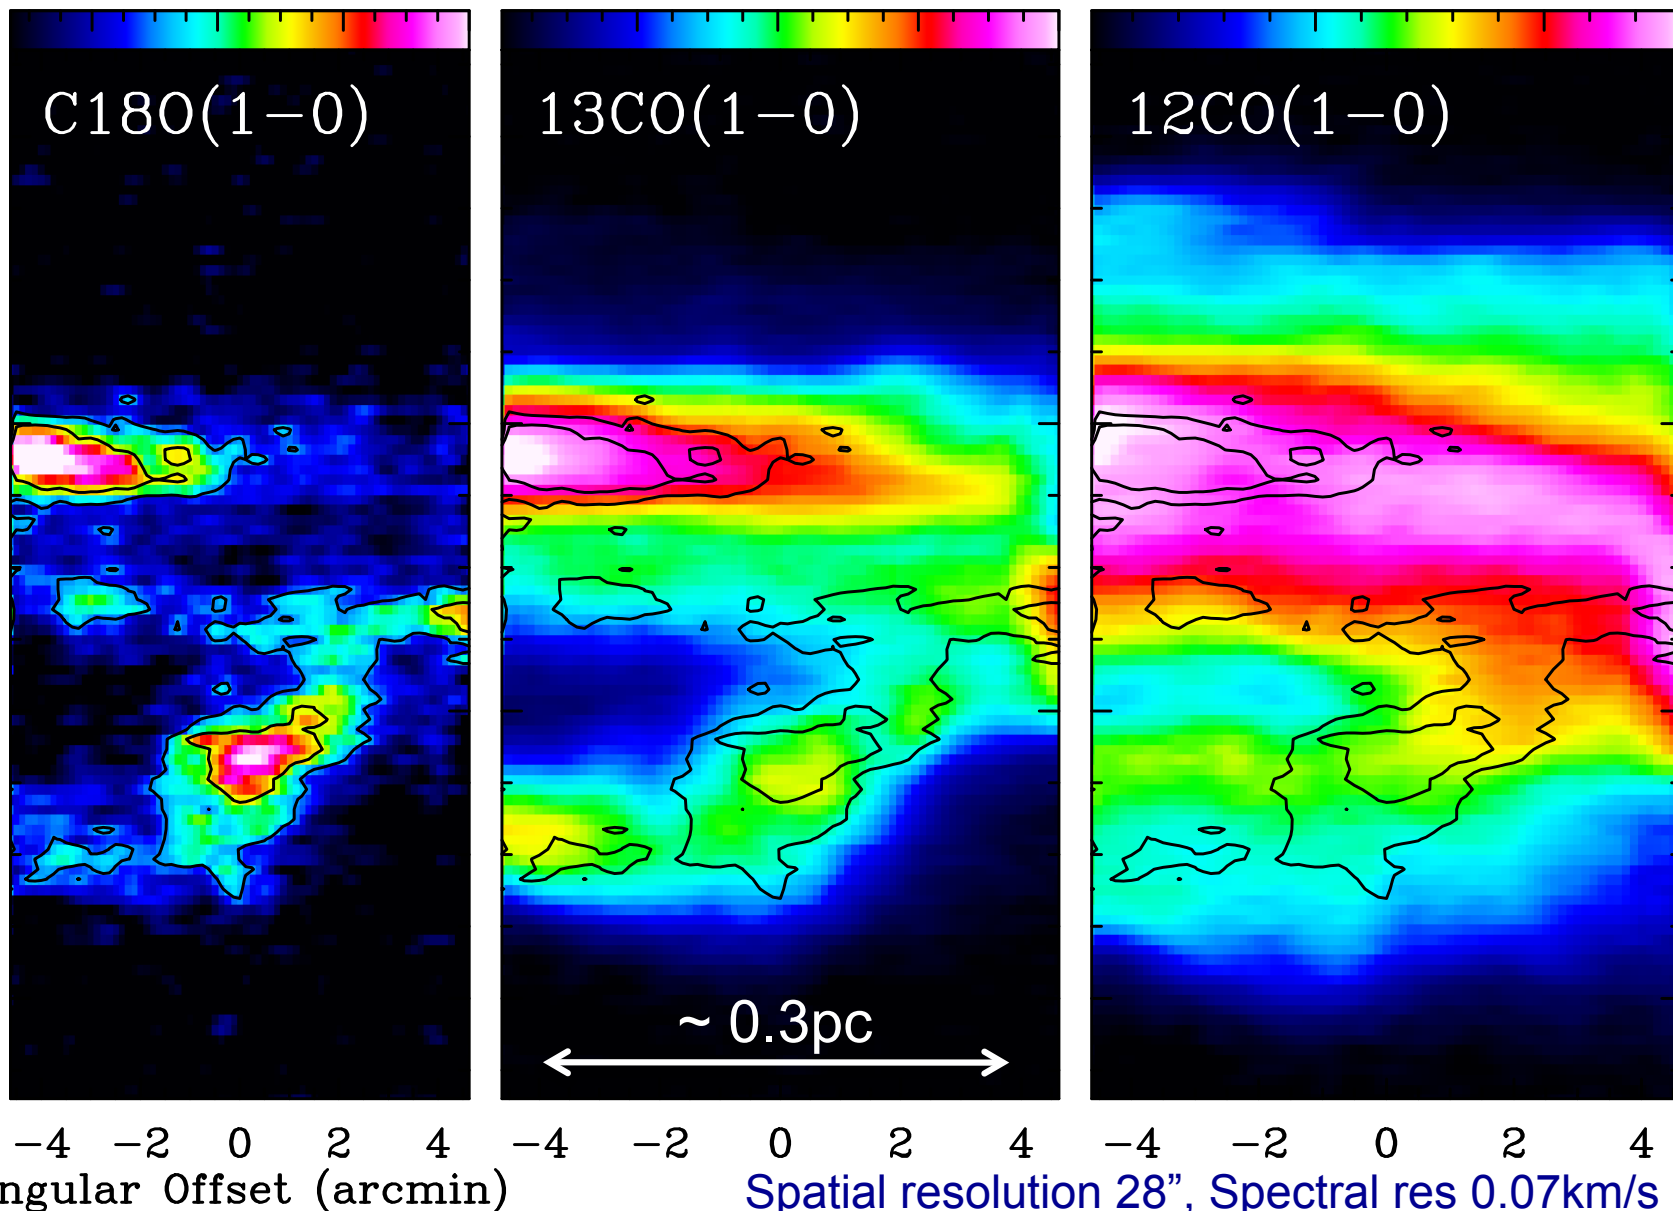 C18O(1−0) 13CO(1−0) 12CO(1−0)
~ 0.3pc
−4 −2 0 2 4 −4 −2 0 2 4 −4 −2 0 2 4
ngular Offset (arcmin)
Spatial resolution 28”, Spectral res 0.07km/s